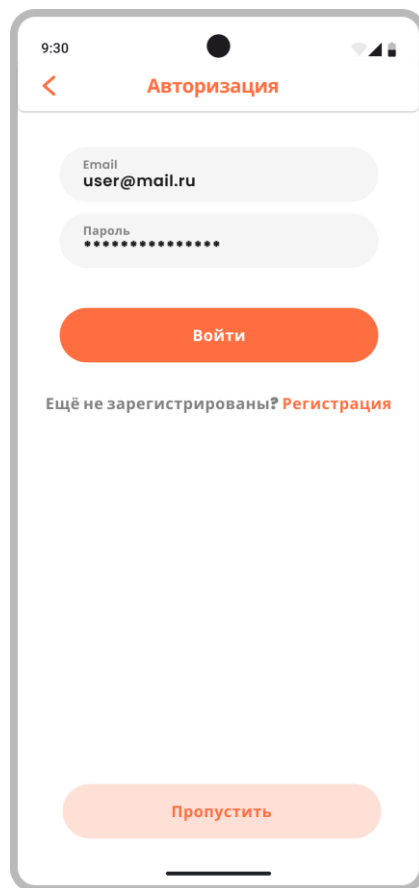 9:30
Авторизация
Email
user@mail.ru
Пароль
***************
Войти
Ещё не зарегистрированы? Регистрация
Пропустить